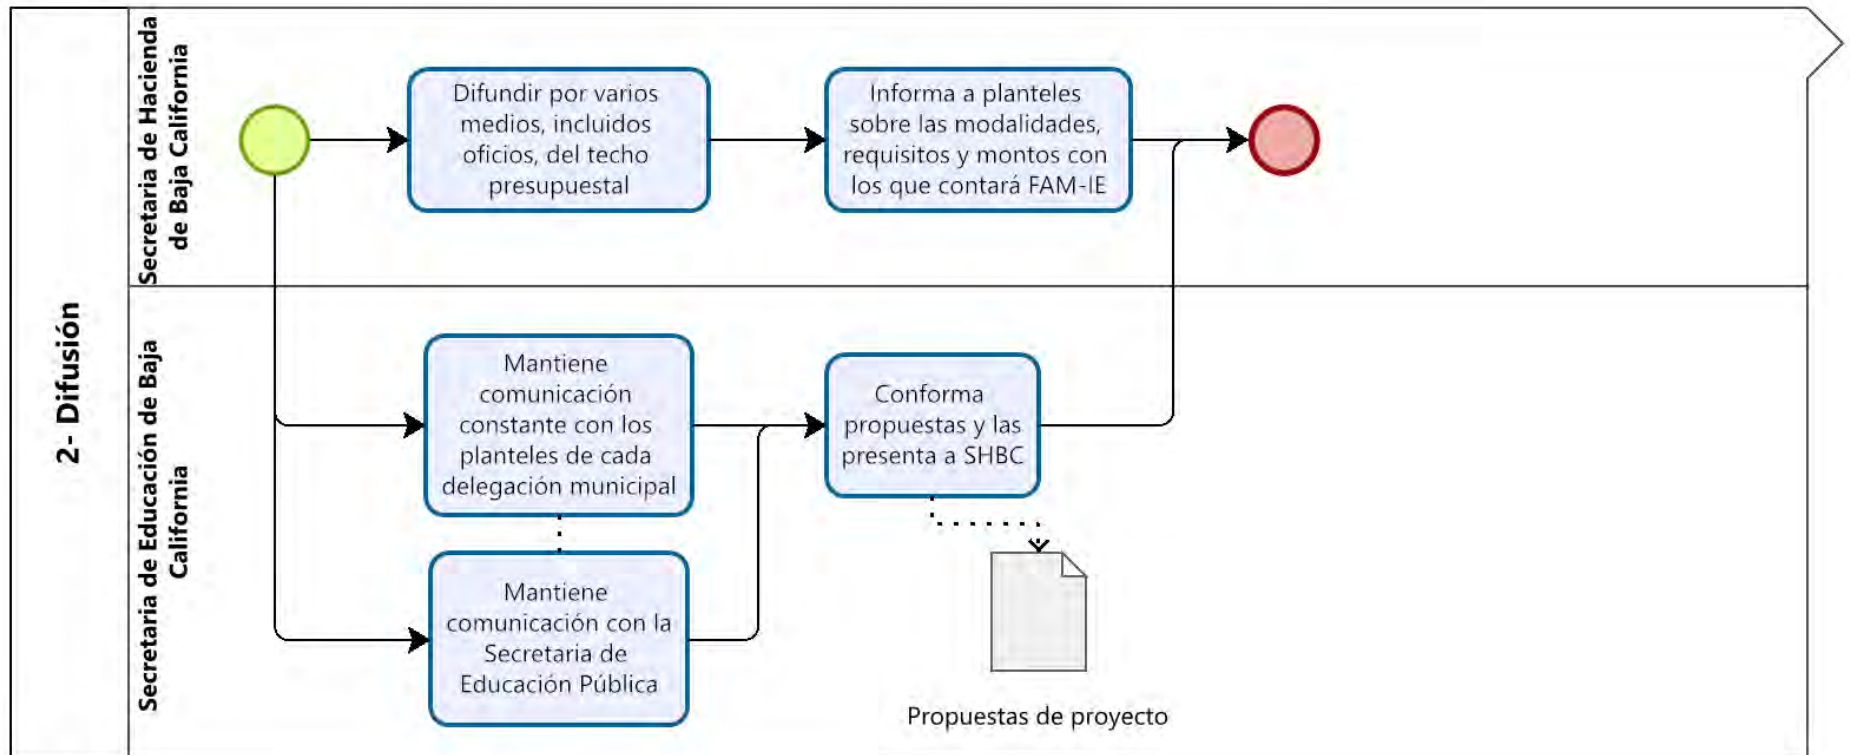 2- Difusión
Secretaria de Hacienda
de Baja California
Difundir por varios
medios, incluidos
oficios, del techo
presupuestal
Informa a planteles
sobre las modalidades,
requisitos y montos con
los que contará FAM-IE
Secretaria de Educación de Baja
California
Mantiene
comunicación
constante con los
planteles de cada
delegación municipal
Mantiene
comunicación con la
Secretaria de
Educación Pública
Conforma
propuestas y las
presenta a SHBC
Propuestas de proyecto